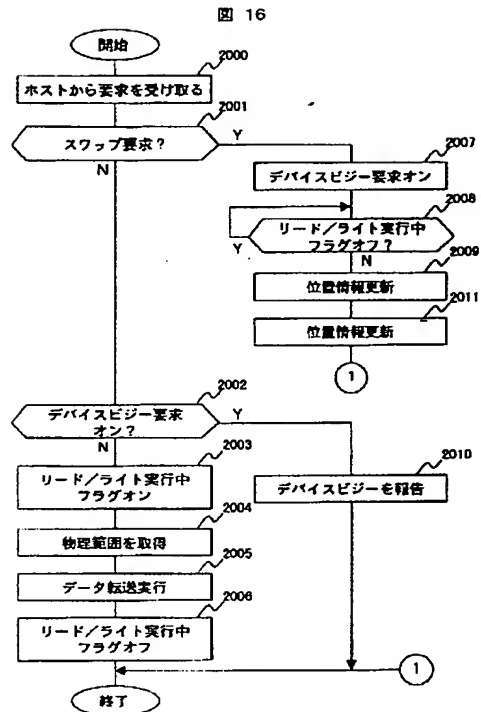 図 16
開始
2000
ホストから要求を受け取る
2001
スワップ要求?
Y
N
2007
デバイスビジー要求オン
2008
リード/ライト実行中
フラグオフ?
Y
N
2009
位置情報更新
2011
位置情報更新
1
2002
デバイスビジー要求
オン?
Y
N
2003
リード/ライト実行中
フラグオン
2010
デバイスビジーを報告
2004
物理範囲を取得
2005
データ転送実行
2006
リード/ライト実行中
フラグオフ
1
終了